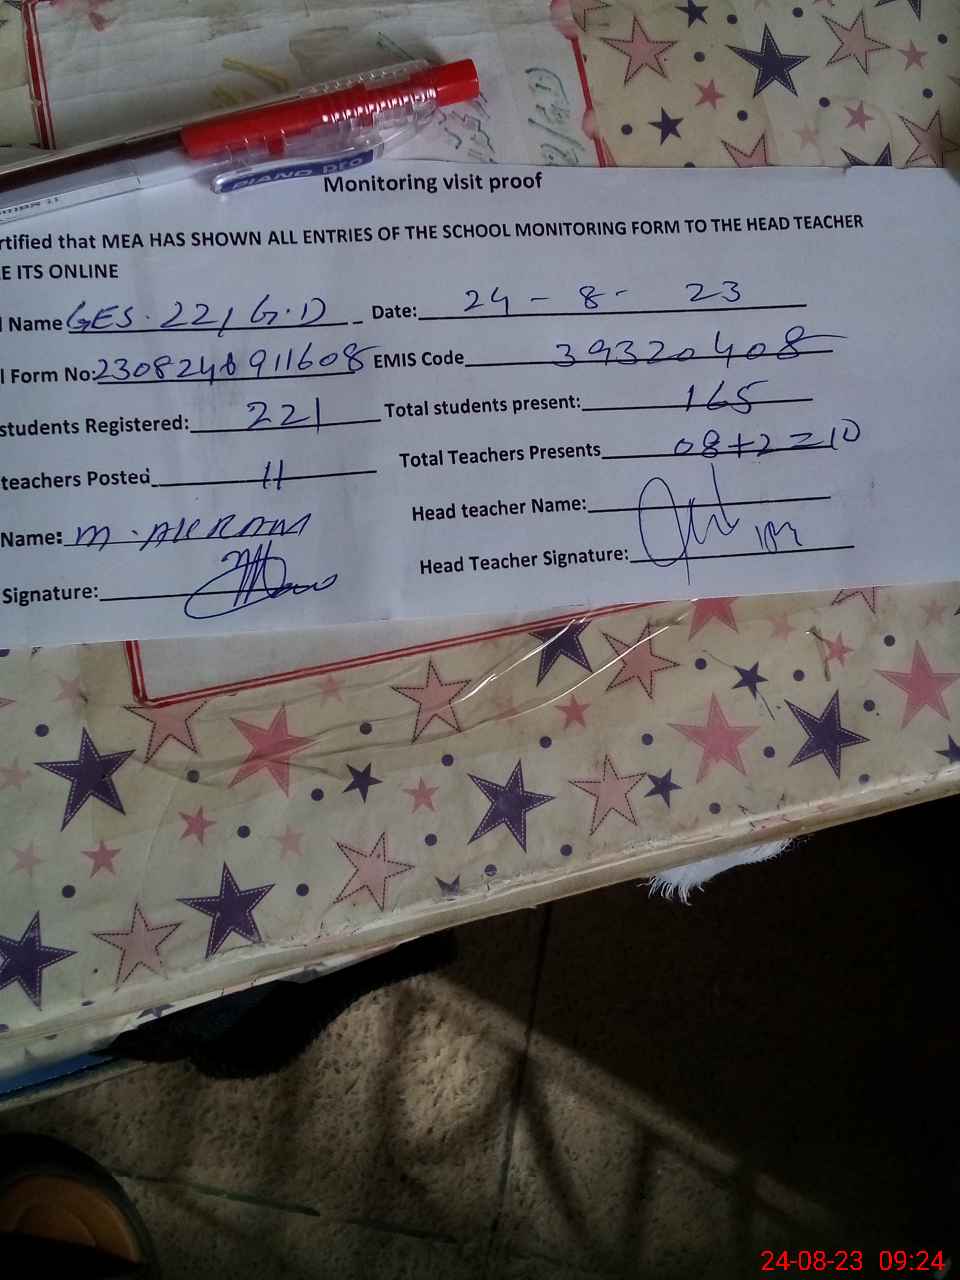 PIANO PRO
Monitoring visit proof
rtified that MEA HAS SHOWN ALL ENTRIES OF THE SCHOOL MONITORING FORM TO THE HEAD TEACHER
E ITS ONLINE
l Name GES. 22/G.D Date: 24 - 8 - 23
l Form No: EMIS Code 39320408
students Registered: 221 Total students present: 165
teachers Posted 11 Total Teachers Presents 08+2=10
Name: M. AKRAM Head teacher Name:
Signature: Head Teacher Signature:
24-08-23 09:24